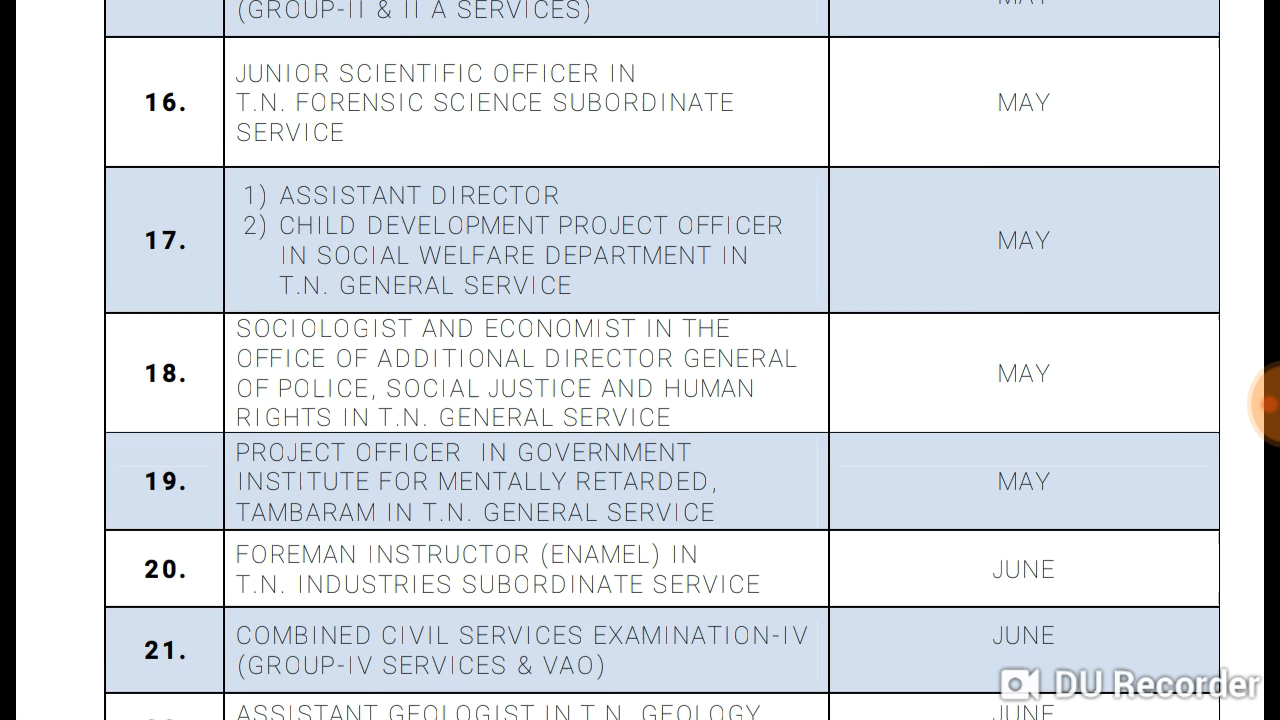 (GROUP-II & II A SERVICES)
MAY
16.
JUNIOR SCIENTIFIC OFFICER IN
T.N. FORENSIC SCIENCE SUBORDINATE
SERVICE
MAY
17.
1) ASSISTANT DIRECTOR
2) CHILD DEVELOPMENT PROJECT OFFICER
IN SOCIAL WELFARE DEPARTMENT IN
T.N. GENERAL SERVICE
MAY
18.
SOCIOLOGIST AND ECONOMIST IN THE
OFFICE OF ADDITIONAL DIRECTOR GENERAL
OF POLICE, SOCIAL JUSTICE AND HUMAN
RIGHTS IN T.N. GENERAL SERVICE
MAY
19.
PROJECT OFFICER IN GOVERNMENT
INSTITUTE FOR MENTALLY RETARDED,
TAMBARAM IN T.N. GENERAL SERVICE
MAY
20.
FOREMAN INSTRUCTOR (ENAMEL) IN
T.N. INDUSTRIES SUBORDINATE SERVICE
JUNE
21.
COMBINED CIVIL SERVICES EXAMINATION-IV
(GROUP-IV SERVICES & VAO)
JUNE
DU Recorder
ASSISTANT GEOLOGIST IN T.N. GEOLOGY
JUNE